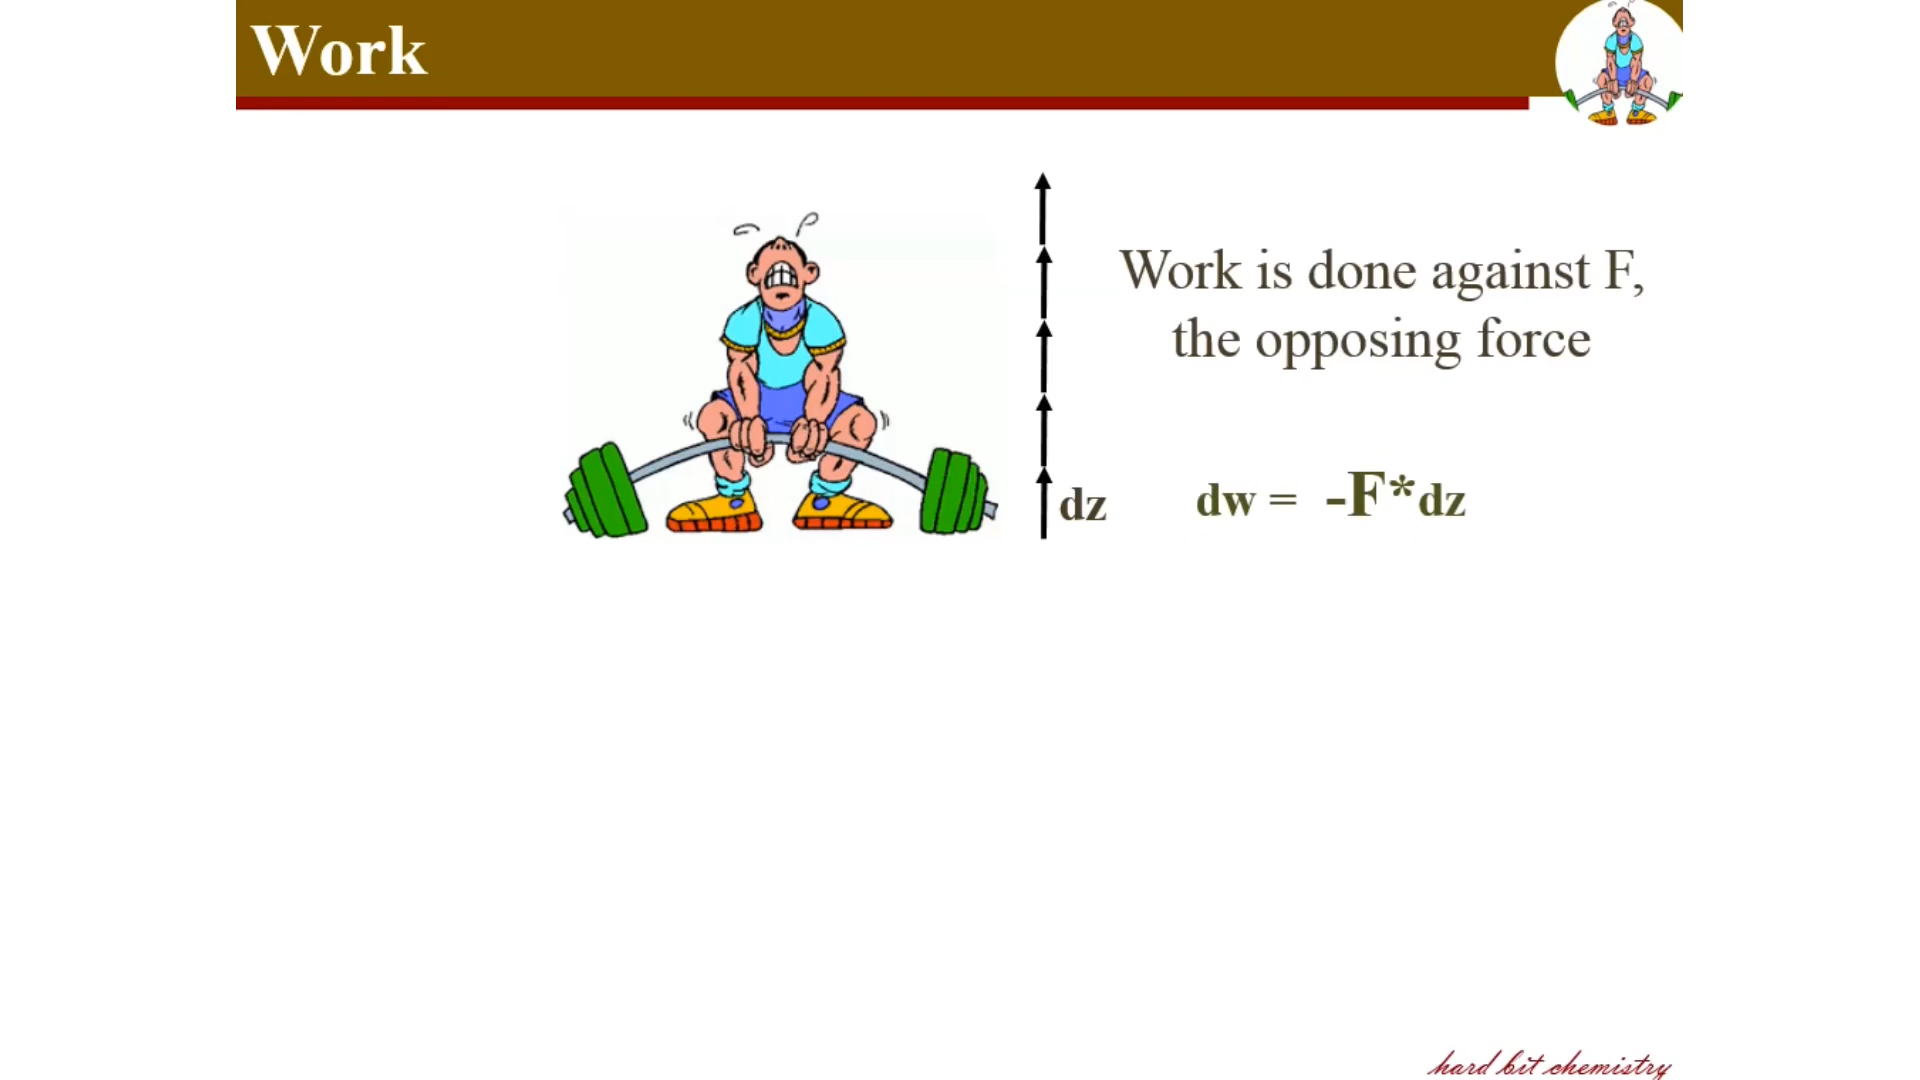 Work
Work is done against F,
the opposing force
dz
dw = -F*dz
hard bit chemistry